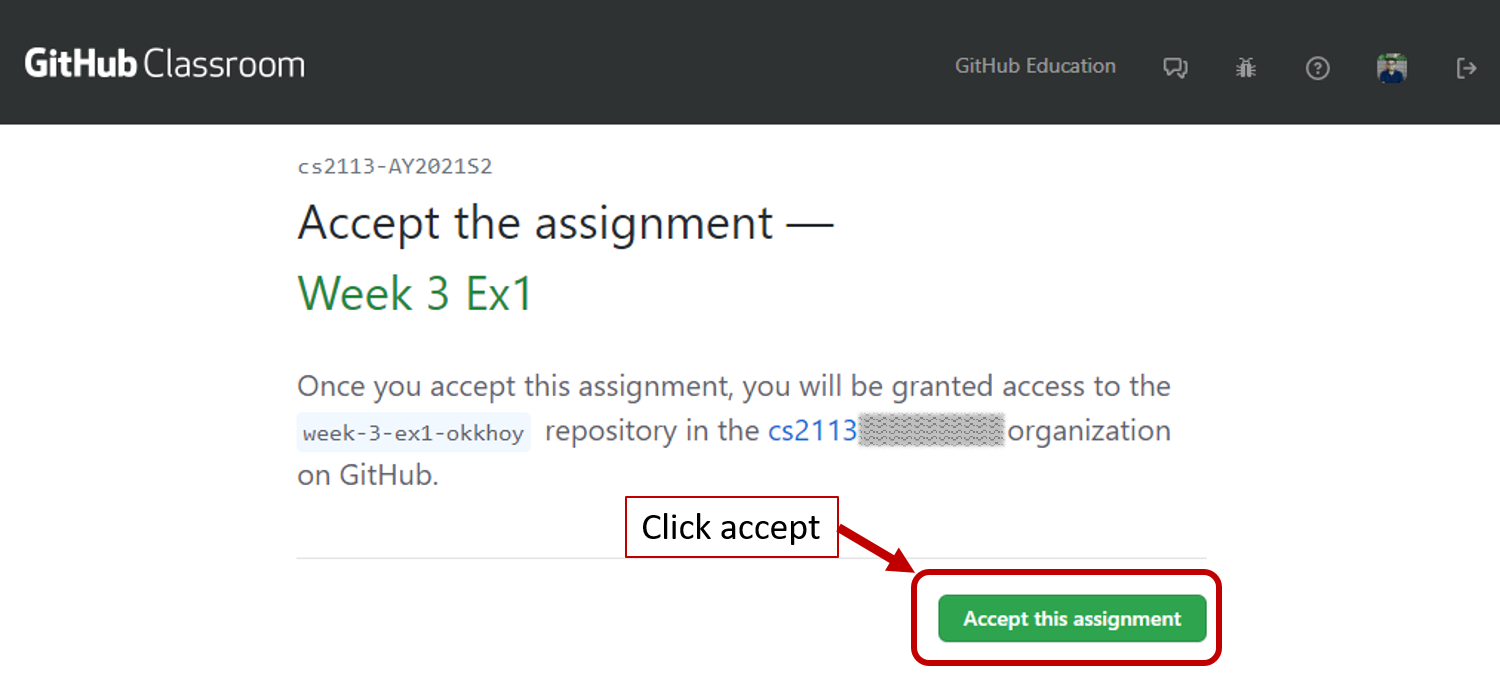 GitHub Classroom
GitHub Education
cs2113-AY2021S2
Accept the assignment —
Week 3 Ex1
Once you accept this assignment, you will be granted access to the
week-3-ex1-okkhoy repository in the cs2113 organization
on GitHub.
Click accept
Accept this assignment